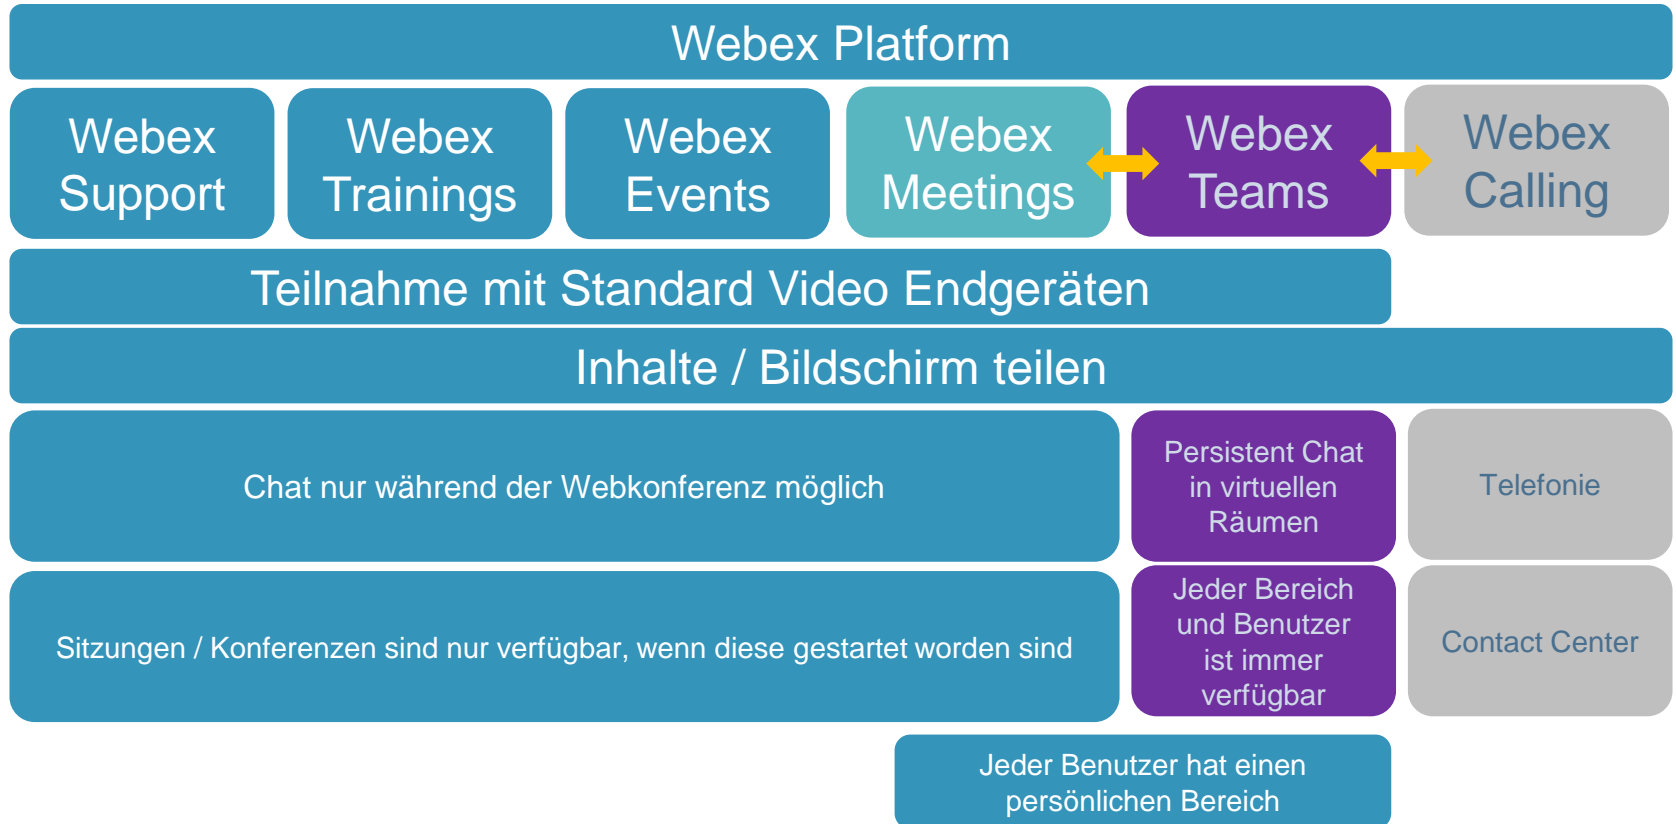 Webex Platform
Webex
Support
Webex
Trainings
Webex
Events
Webex
Meetings
Webex
Teams
Webex
Calling
Teilnahme mit Standard Video Endgeräten
Inhalte / Bildschirm teilen
Chat nur während der Webkonferenz möglich
Persistent Chat
in virtuellen
Räumen
Telefonie
Sitzungen / Konferenzen sind nur verfügbar, wenn diese gestartet worden sind
Jeder Bereich
und Benutzer
ist immer
verfügbar
Contact Center
Jeder Benutzer hat einen
persönlichen Bereich